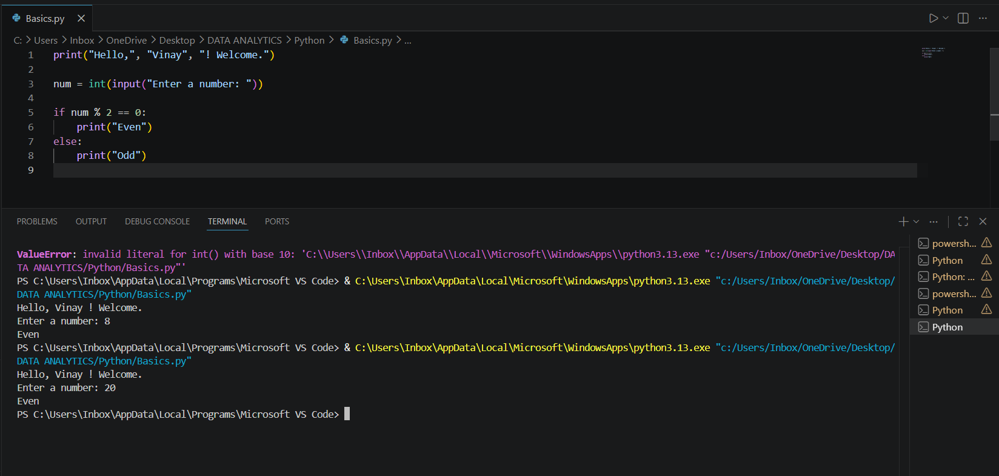 Basics.py
C: > Users > Inbox > OneDrive > Desktop > DATA ANALYTICS > Python > Basics.py > ...
1 print("Hello,", "Vinay", "! Welcome.")
2
3 num = int(input("Enter a number: "))
4
5 if num % 2 == 0:
6     print("Even")
7 else:
8     print("Odd")
9
PROBLEMS OUTPUT DEBUG CONSOLE TERMINAL PORTS
ValueError: invalid literal for int() with base 10: 'C:\\Users\\Inbox\\AppData\\Local\\Microsoft\\WindowsApps\\python3.13.exe "c:/Users/Inbox/OneDrive/Desktop/DA
TA ANALYTICS/Python/Basics.py"'
PS C:\Users\Inbox\AppData\Local\Programs\Microsoft VS Code> & C:\Users\Inbox\AppData\Local\Microsoft\WindowsApps\python3.13.exe "c:/Users/Inbox/OneDrive/Desktop/
DATA ANALYTICS/Python/Basics.py"
Hello, Vinay ! Welcome.
Enter a number: 8
Even
PS C:\Users\Inbox\AppData\Local\Programs\Microsoft VS Code> & C:\Users\Inbox\AppData\Local\Microsoft\WindowsApps\python3.13.exe "c:/Users/Inbox/OneDrive/Desktop/
DATA ANALYTICS/Python/Basics.py"
Hello, Vinay ! Welcome.
Enter a number: 20
Even
PS C:\Users\Inbox\AppData\Local\Programs\Microsoft VS Code>
powersh...
Python
Python: ...
powersh...
Python
Python